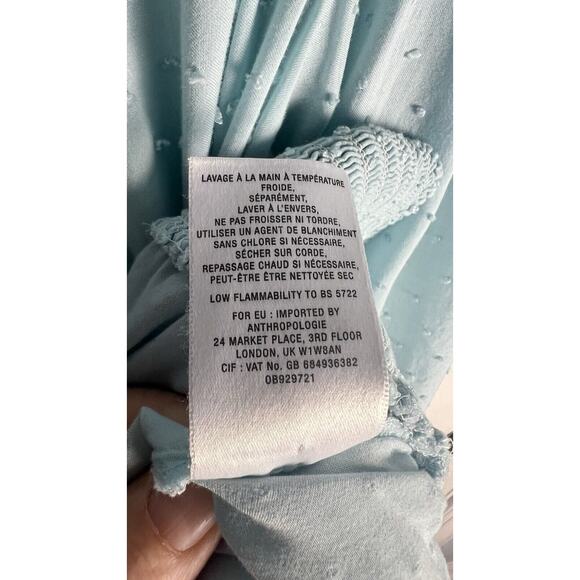 LAVAGE À LA MAIN À TEMPÉRATURE
FROIDE,
SÉPARÉMENT,
LAVER À L'ENVERS,
NE PAS FROISSER NI TORDRE,
UTILISER UN AGENT DE BLANCHIMENT
SANS CHLORE SI NÉCESSAIRE,
SÉCHER SUR CORDE,
REPASSAGE CHAUD SI NÉCESSAIRE,
PEUT-ÊTRE ÊTRE NETTOYÉE SEC
LOW FLAMMABILITY TO BS 5722
FOR EU : IMPORTED BY
ANTHROPOLOGIE
24 MARKET PLACE, 3RD FLOOR
LONDON, UK W1W8AN
CIF : VAT No. GB 684936382
OB929721